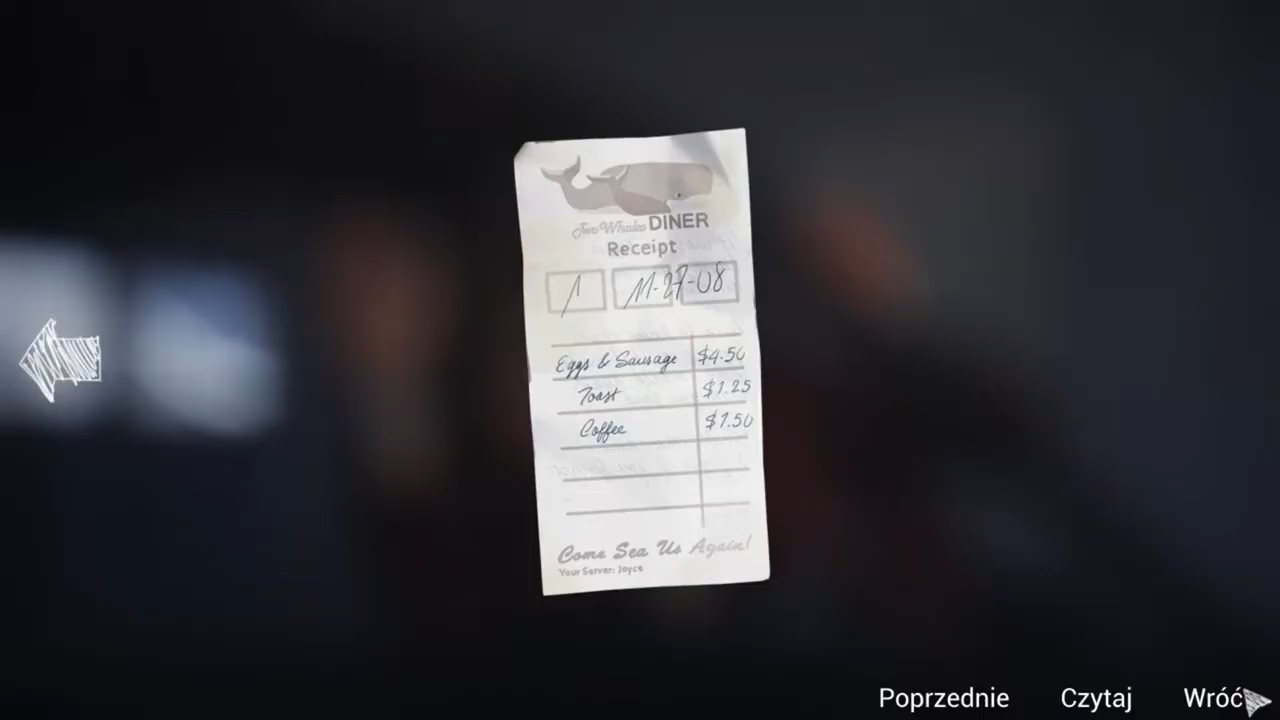 Two Whales DINER
Receipt
1 11-27-08
Eggs & Sausage $4.50
Toast $1.25
Coffee $1.50
Come Sea Us Again!
Your Server: Joyce
Poprzednie Czytaj Wróć